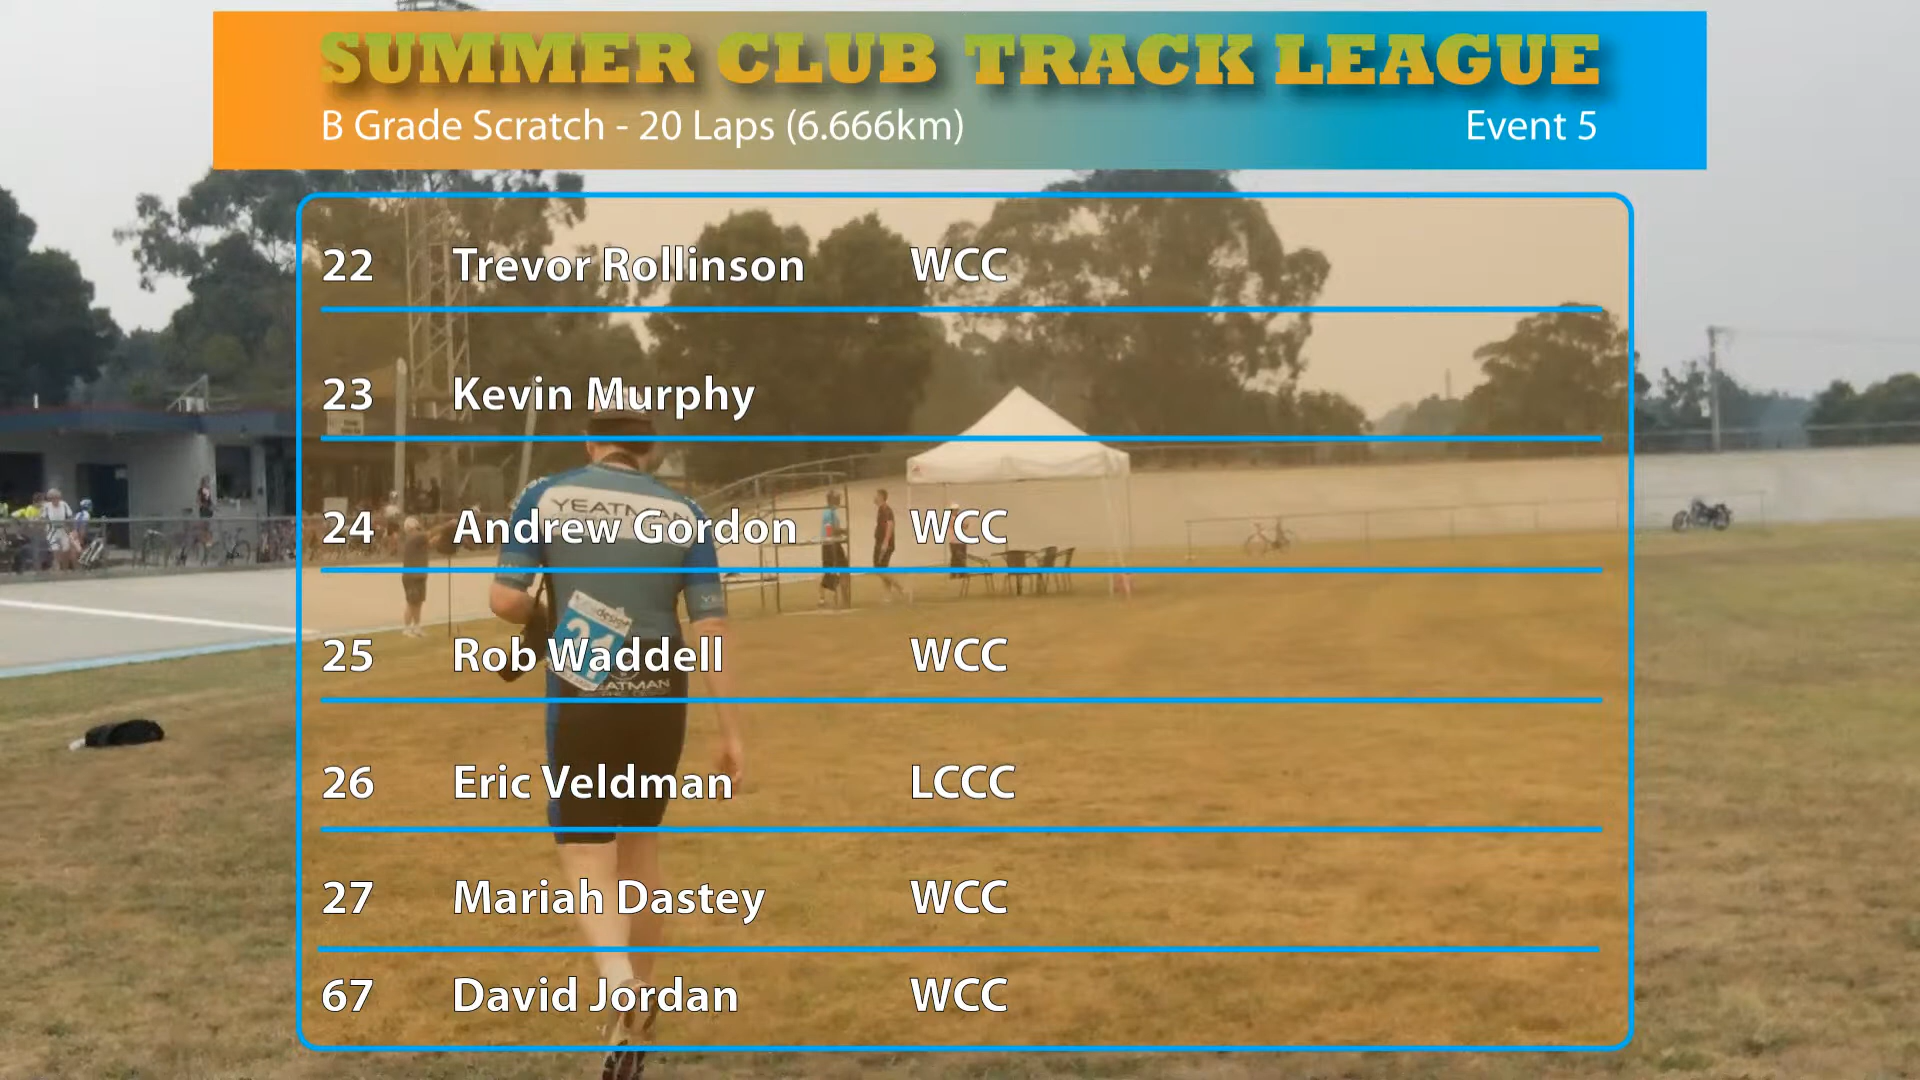 SUMMER CLUB TRACK LEAGUE
B Grade Scratch - 20 Laps (6.666km) Event 5
22 Trevor Rollinson WCC
23 Kevin Murphy
24 Andrew Gordon WCC
25 Rob Waddell WCC
26 Eric Veldman LCCC
27 Mariah Dastey WCC
67 David Jordan WCC
YEATMAN